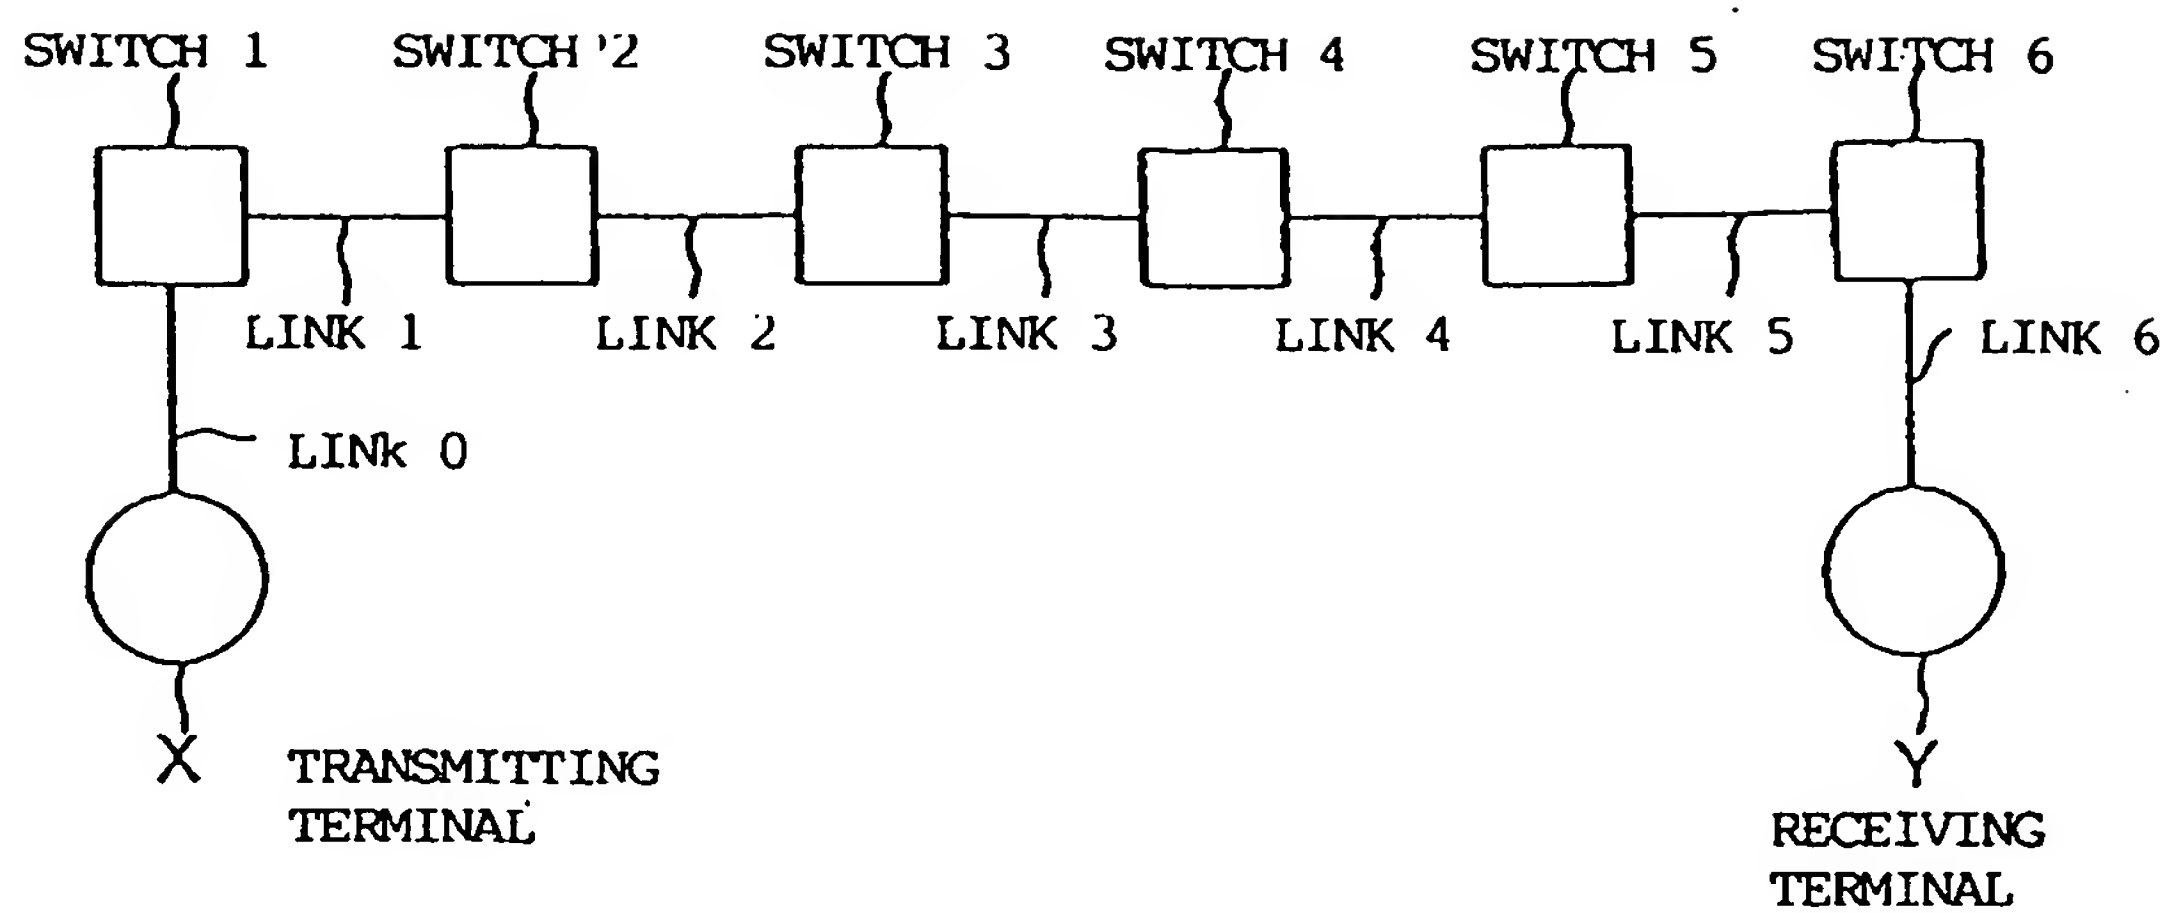 SWITCH 1
SWITCH 2
SWITCH 3
SWITCH 4
SWITCH 5
SWITCH 6
LINK 1
LINK 2
LINK 3
LINK 4
LINK 5
LINK 6
LINk 0
X
TRANSMITTING
TERMINAL
Y
RECEIVING
TERMINAL